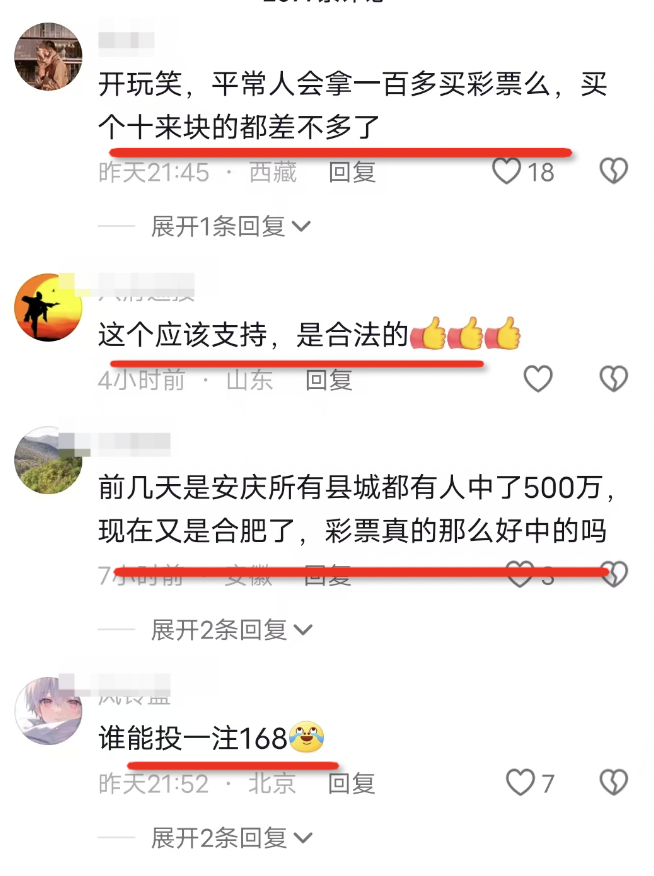 开玩笑，平常人会拿一百多买彩票么，买
个十来块的都差不多了
昨天21:45 · 西藏 回复 18
展开1条回复
这个应该支持，是合法的👍👍👍
4小时前 · 山东 回复
前几天是安庆所有县城都有人中了500万，
现在又是合肥了，彩票真的那么好中的吗
7小时前 · 安徽 回复 3
展开2条回复
谁能投一注168😂
昨天21:52 · 北京 回复 7
展开2条回复